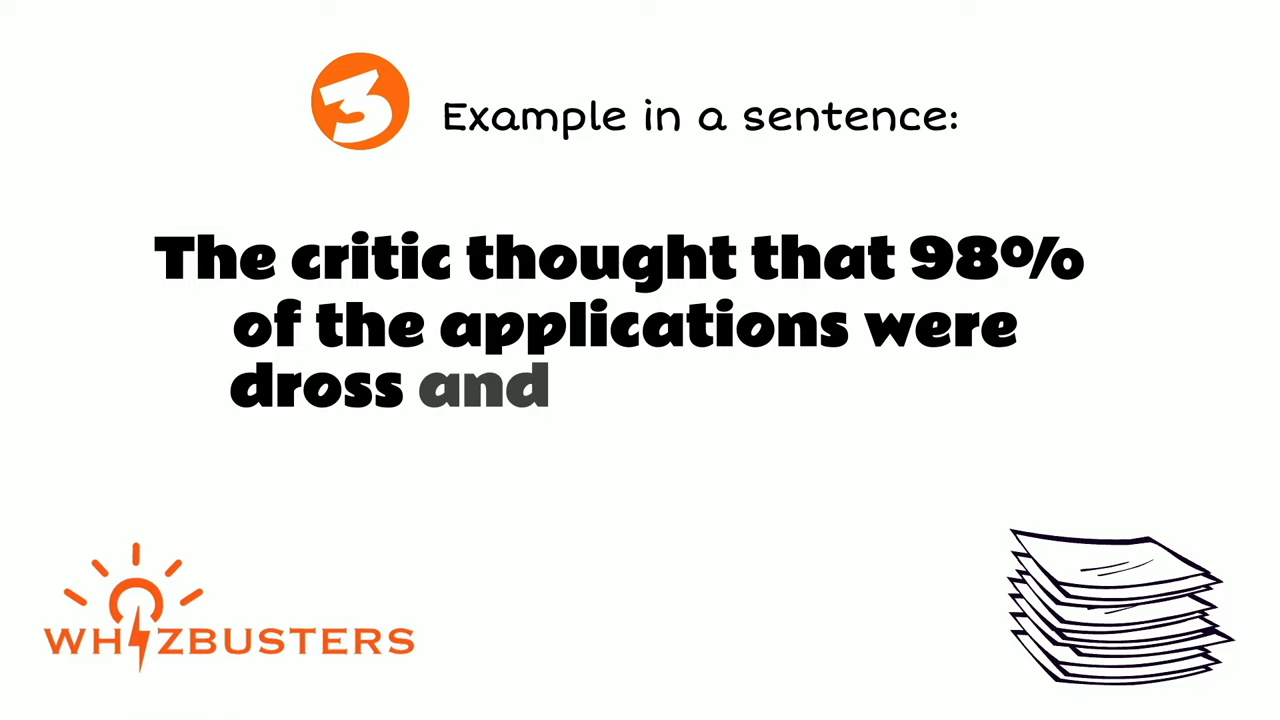 3 Example in a sentence:
The critic thought that 98%
of the applications were
dross and
WHIZBUSTERS